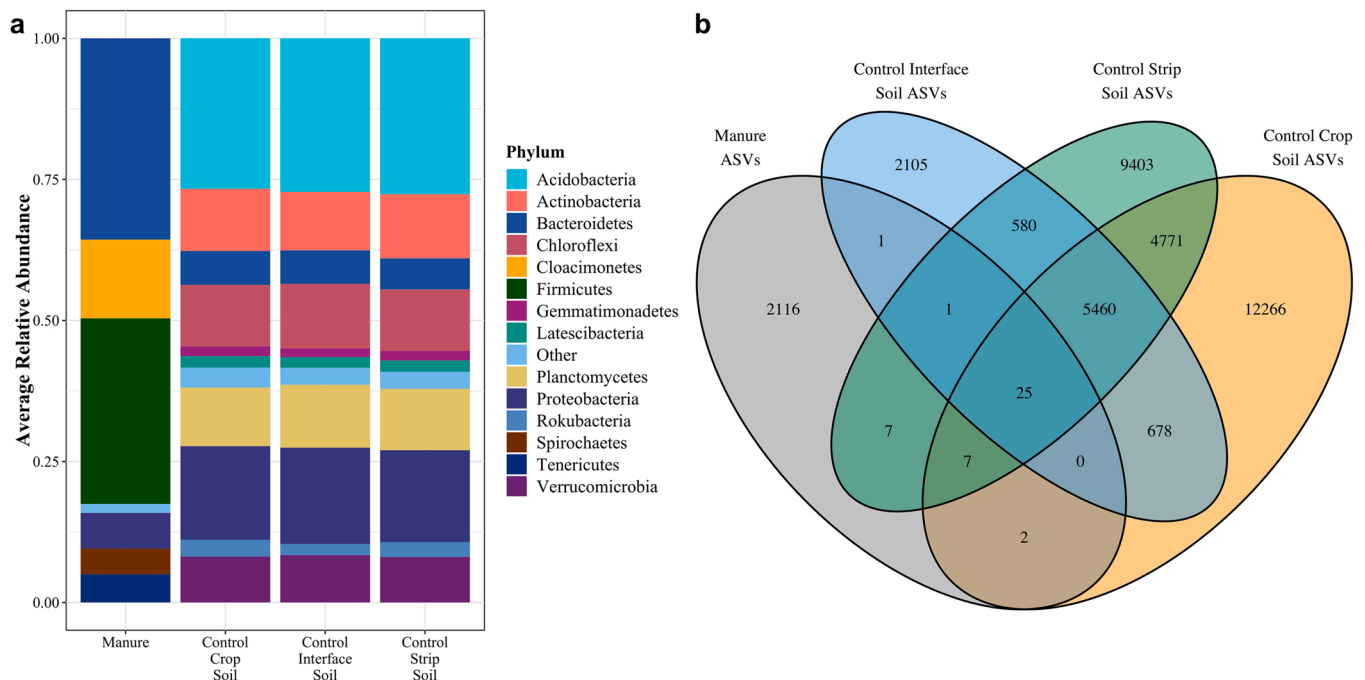 a
Average Relative Abundance
1.00
0.75
0.50
0.25
0.00
Manure
Control
Crop
Soil
Control
Interface
Soil
Control
Strip
Soil
Phylum
Acidobacteria
Actinobacteria
Bacteroidetes
Chloroflexi
Cloacimonetes
Firmicutes
Gemmatimonadetes
Latescibacteria
Other
Planctomycetes
Proteobacteria
Rokubacteria
Spirochaetes
Tenericutes
Verrucomicrobia
b
Manure
ASVs
Control Interface
Soil ASVs
Control Strip
Soil ASVs
Control Crop
Soil ASVs
2105
9403
1
580
4771
2116
1
5460
12266
25
7
678
7
0
2